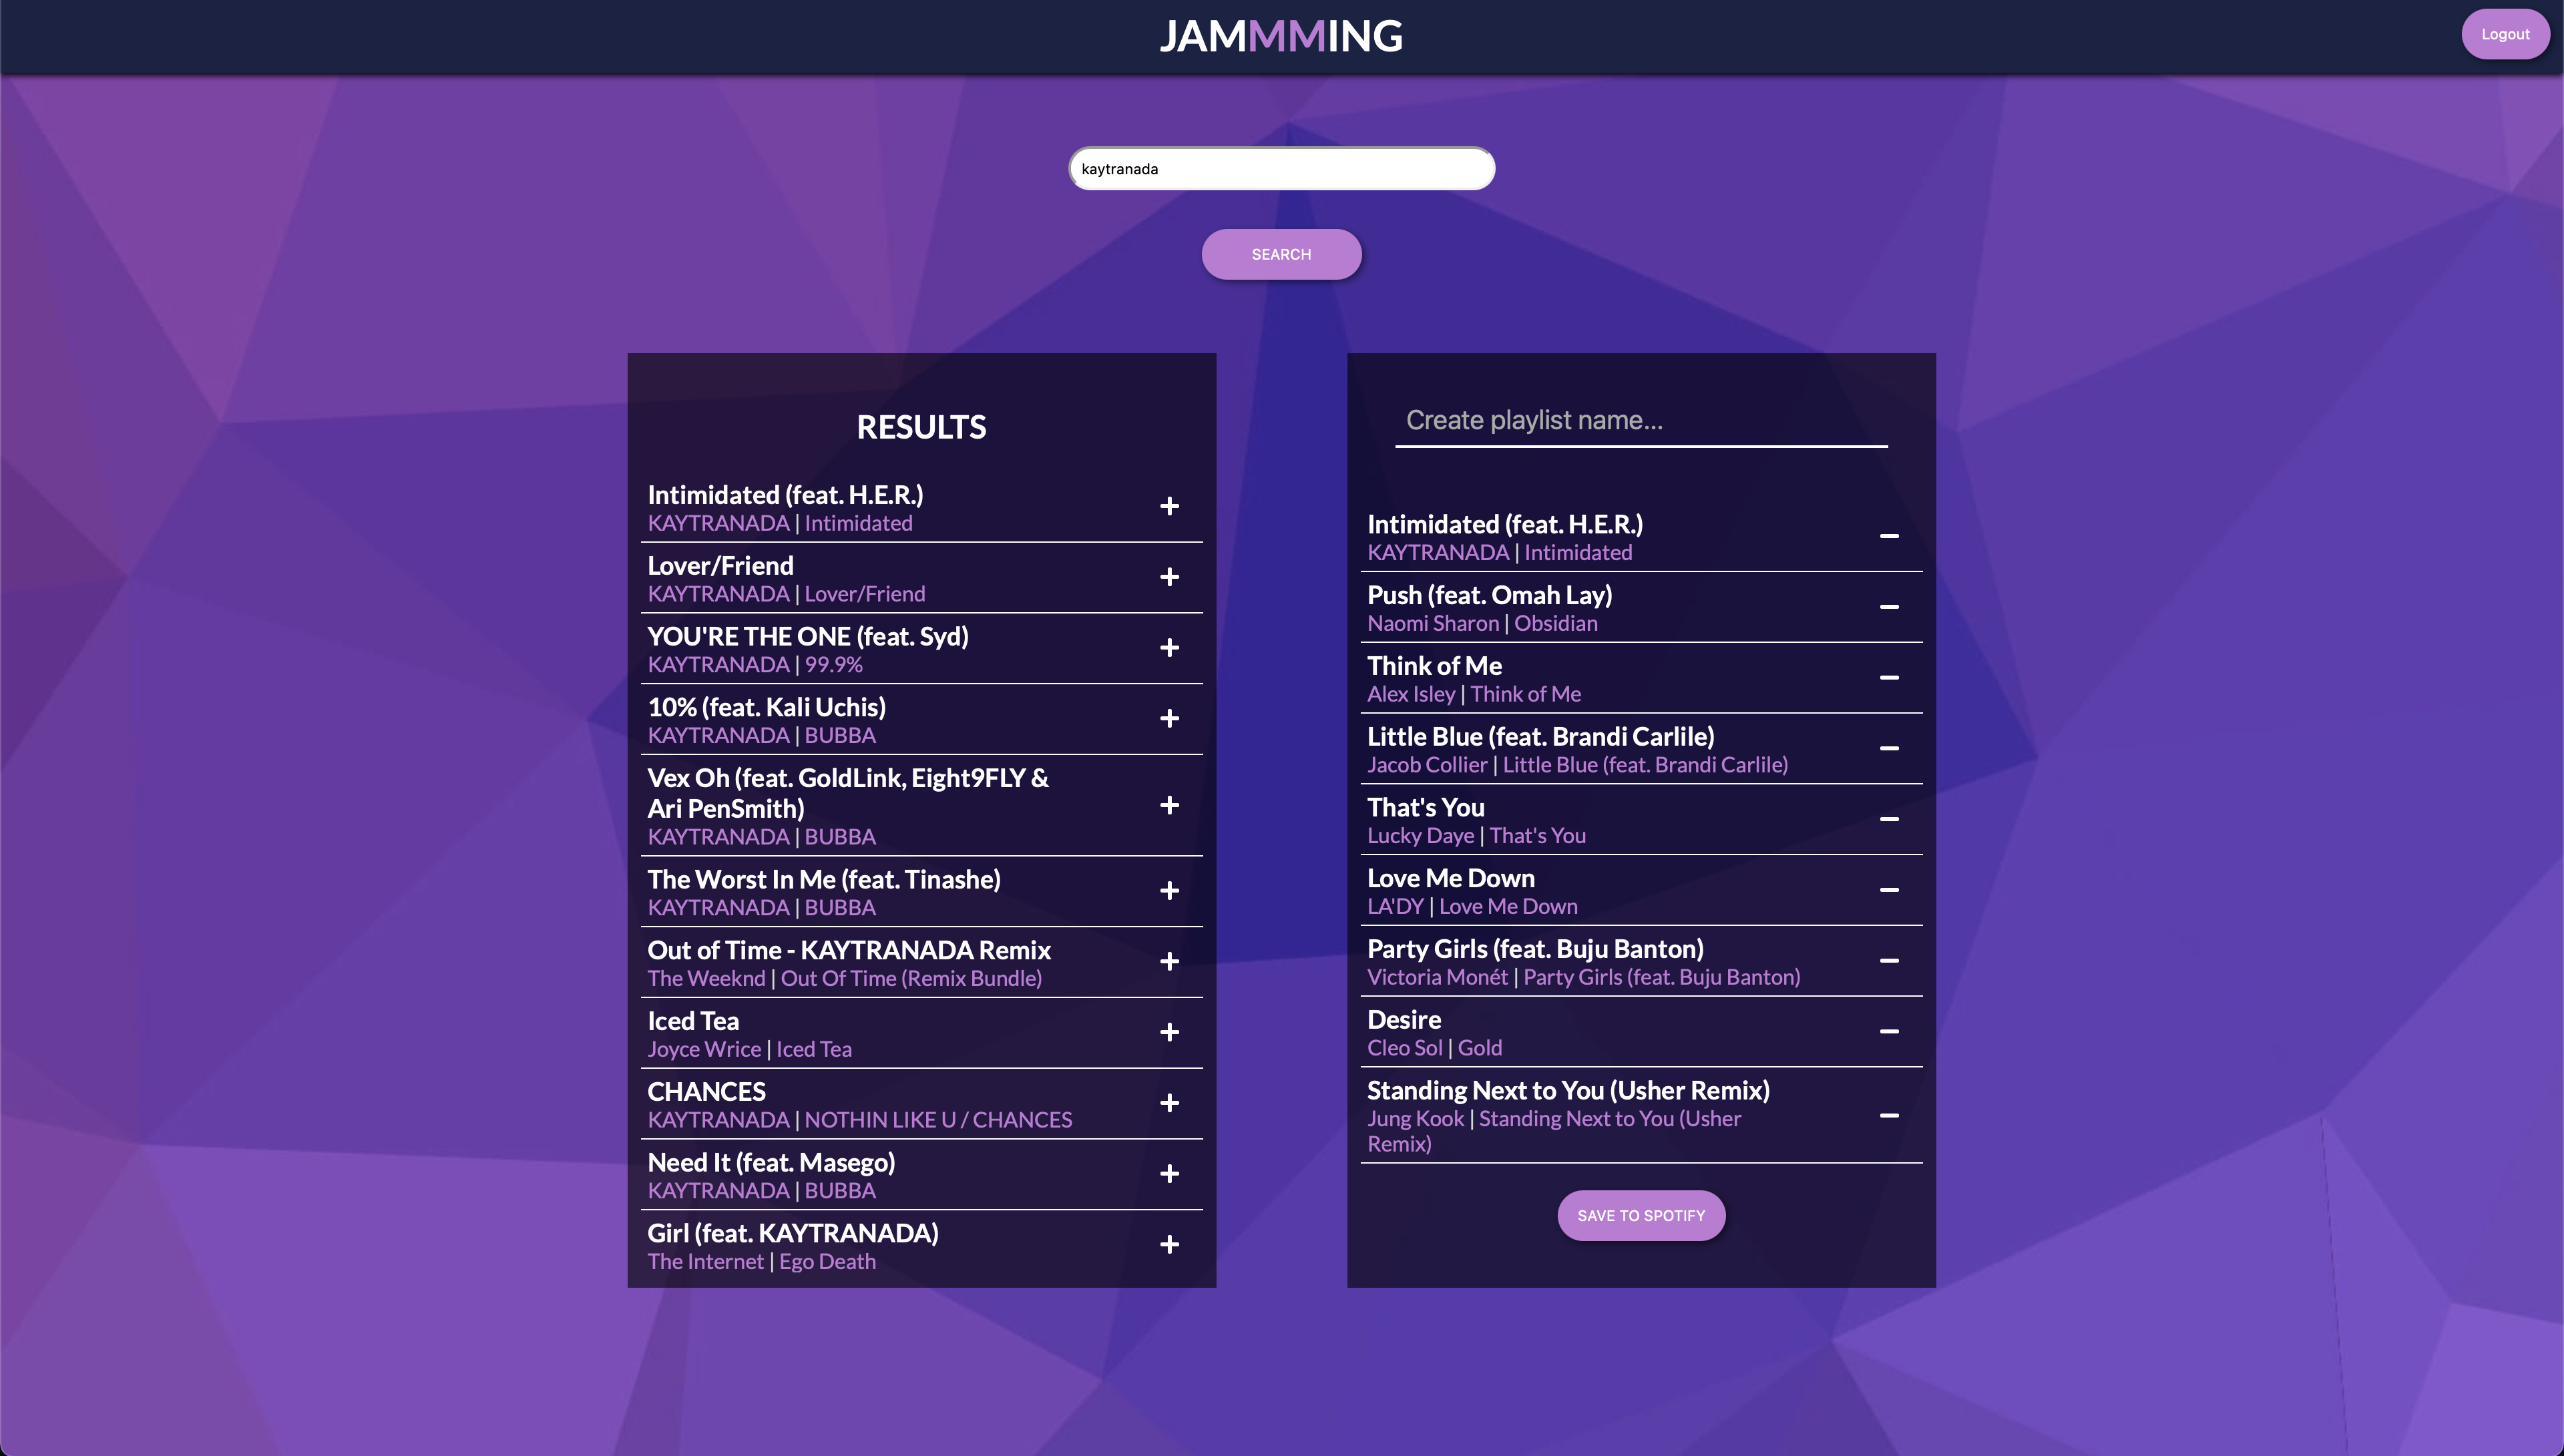 JAMMMING
Logout
kaytranada
SEARCH
RESULTS
Intimidated (feat. H.E.R.)
KAYTRANADA | Intimidated
Lover/Friend
KAYTRANADA | Lover/Friend
YOU'RE THE ONE (feat. Syd)
KAYTRANADA | 99.9%
10% (feat. Kali Uchis)
KAYTRANADA | BUBBA
Vex Oh (feat. GoldLink, Eight9FLY &
Ari PenSmith)
KAYTRANADA | BUBBA
The Worst In Me (feat. Tinashe)
KAYTRANADA | BUBBA
Out of Time - KAYTRANADA Remix
The Weeknd | Out Of Time (Remix Bundle)
Iced Tea
Joyce Wrice | Iced Tea
CHANCES
KAYTRANADA | NOTHIN LIKE U / CHANCES
Need It (feat. Masego)
KAYTRANADA | BUBBA
Girl (feat. KAYTRANADA)
The Internet | Ego Death
Create playlist name...
Intimidated (feat. H.E.R.)
KAYTRANADA | Intimidated
Push (feat. Omah Lay)
Naomi Sharon | Obsidian
Think of Me
Alex Isley | Think of Me
Little Blue (feat. Brandi Carlile)
Jacob Collier | Little Blue (feat. Brandi Carlile)
That's You
Lucky Daye | That's You
Love Me Down
LA'DY | Love Me Down
Party Girls (feat. Buju Banton)
Victoria Monét | Party Girls (feat. Buju Banton)
Desire
Cleo Sol | Gold
Standing Next to You (Usher Remix)
Jung Kook | Standing Next to You (Usher
Remix)
SAVE TO SPOTIFY